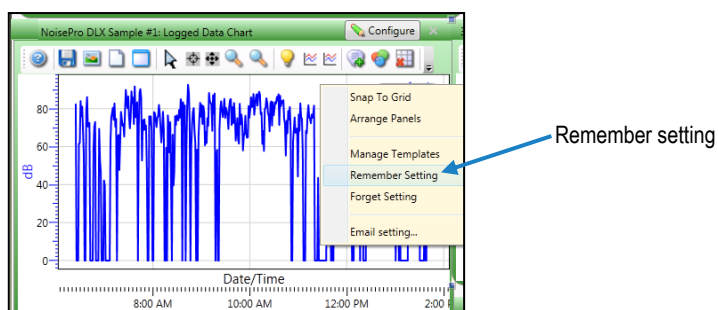 NoisePro DLX Sample #1: Logged Data Chart
Configure
Snap To Grid
Arrange Panels
Manage Templates
Remember Setting
Forget Setting
Email setting...
Remember setting
80
60
dB
40
20
0
Date/Time
8:00 AM 10:00 AM 12:00 PM 2:00